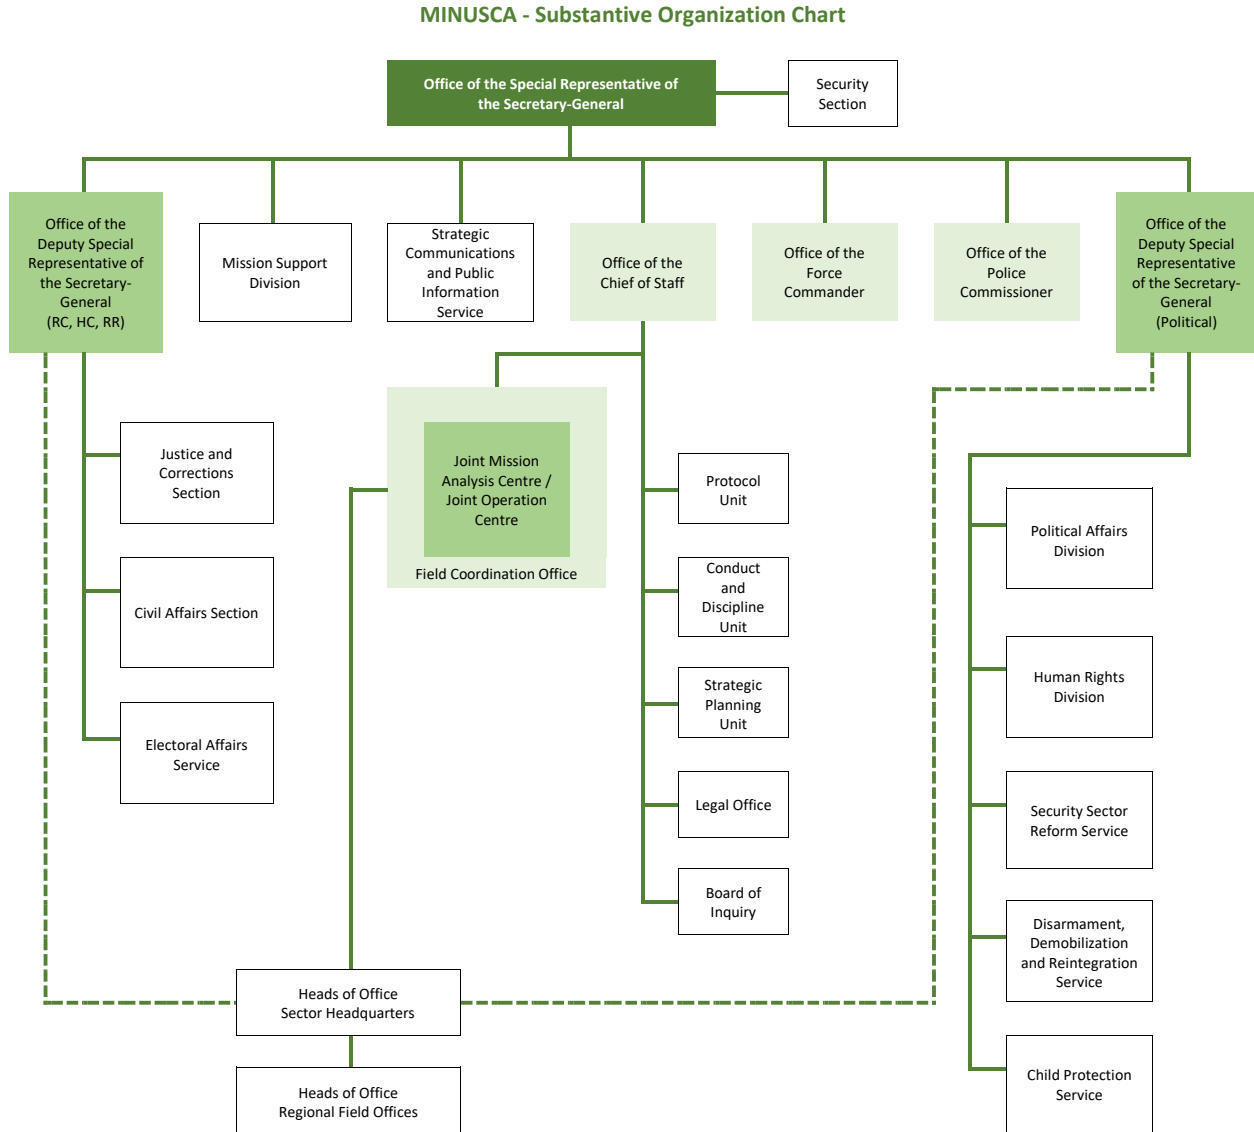 MINUSCA - Substantive Organization Chart
Office of the Special Representative of
the Secretary-General
Security
Section
Office of the
Deputy Special
Representative of
the Secretary-
General
(RC, HC, RR)
Mission Support
Division
Strategic
Communications
and Public
Information
Service
Office of the
Chief of Staff
Office of the
Force
Commander
Office of the
Police
Commissioner
Office of the
Deputy Special
Representative
of the Secretary-
General
(Political)
Justice and
Corrections
Section
Civil Affairs Section
Electoral Affairs
Service
Joint Mission
Analysis Centre /
Joint Operation
Centre
Field Coordination Office
Protocol
Unit
Conduct
and
Discipline
Unit
Strategic
Planning
Unit
Legal Office
Board of
Inquiry
Political Affairs
Division
Human Rights
Division
Security Sector
Reform Service
Disarmament,
Demobilization
and Reintegration
Service
Child Protection
Service
Heads of Office
Sector Headquarters
Heads of Office
Regional Field Offices